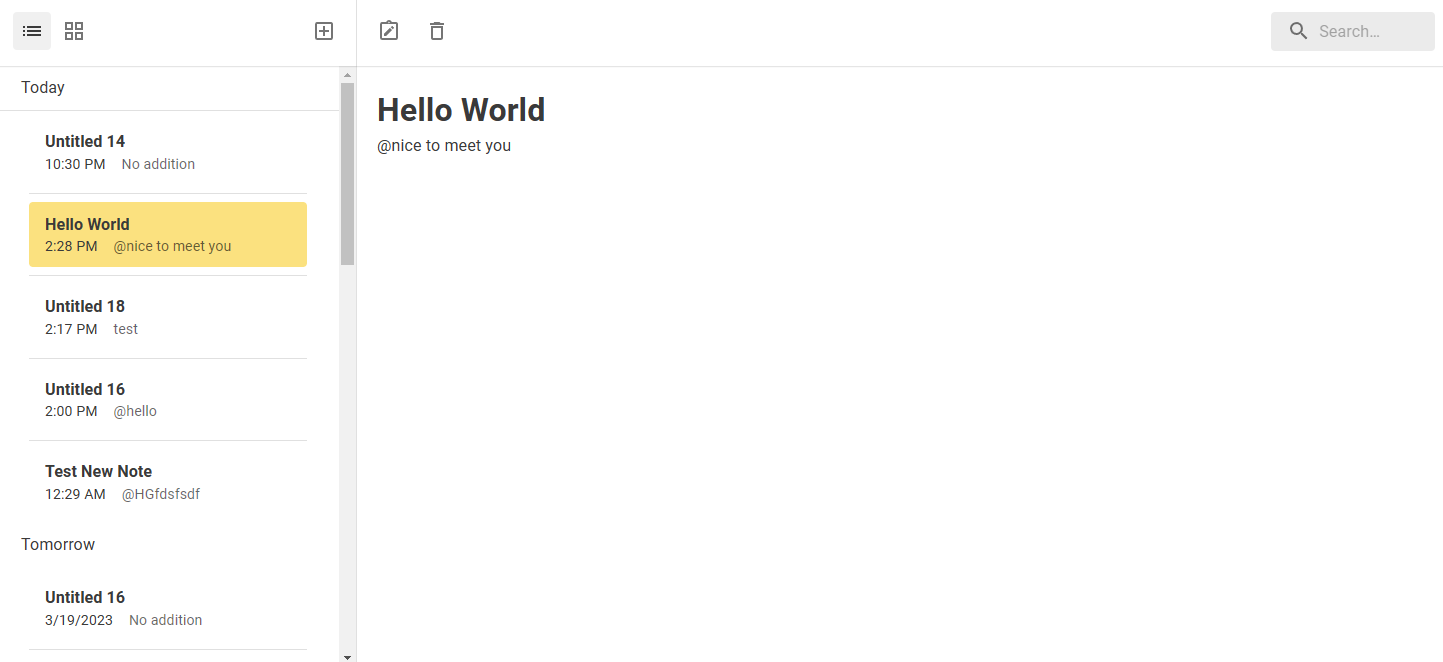 Search…
Today
Untitled 14
10:30 PM No addition
Hello World
2:28 PM @nice to meet you
Untitled 18
2:17 PM test
Untitled 16
2:00 PM @hello
Test New Note
12:29 AM @HGfdsfsdf
Tomorrow
Untitled 16
3/19/2023 No addition
Hello World
@nice to meet you